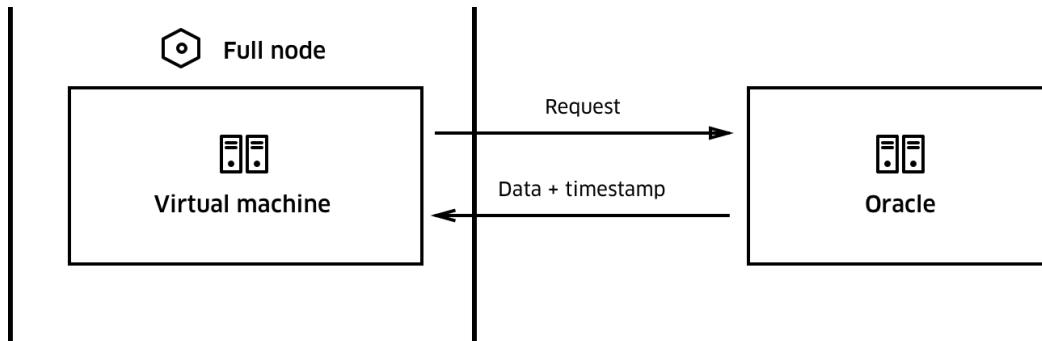 Full node
Request
Virtual machine
Data + timestamp
Oracle